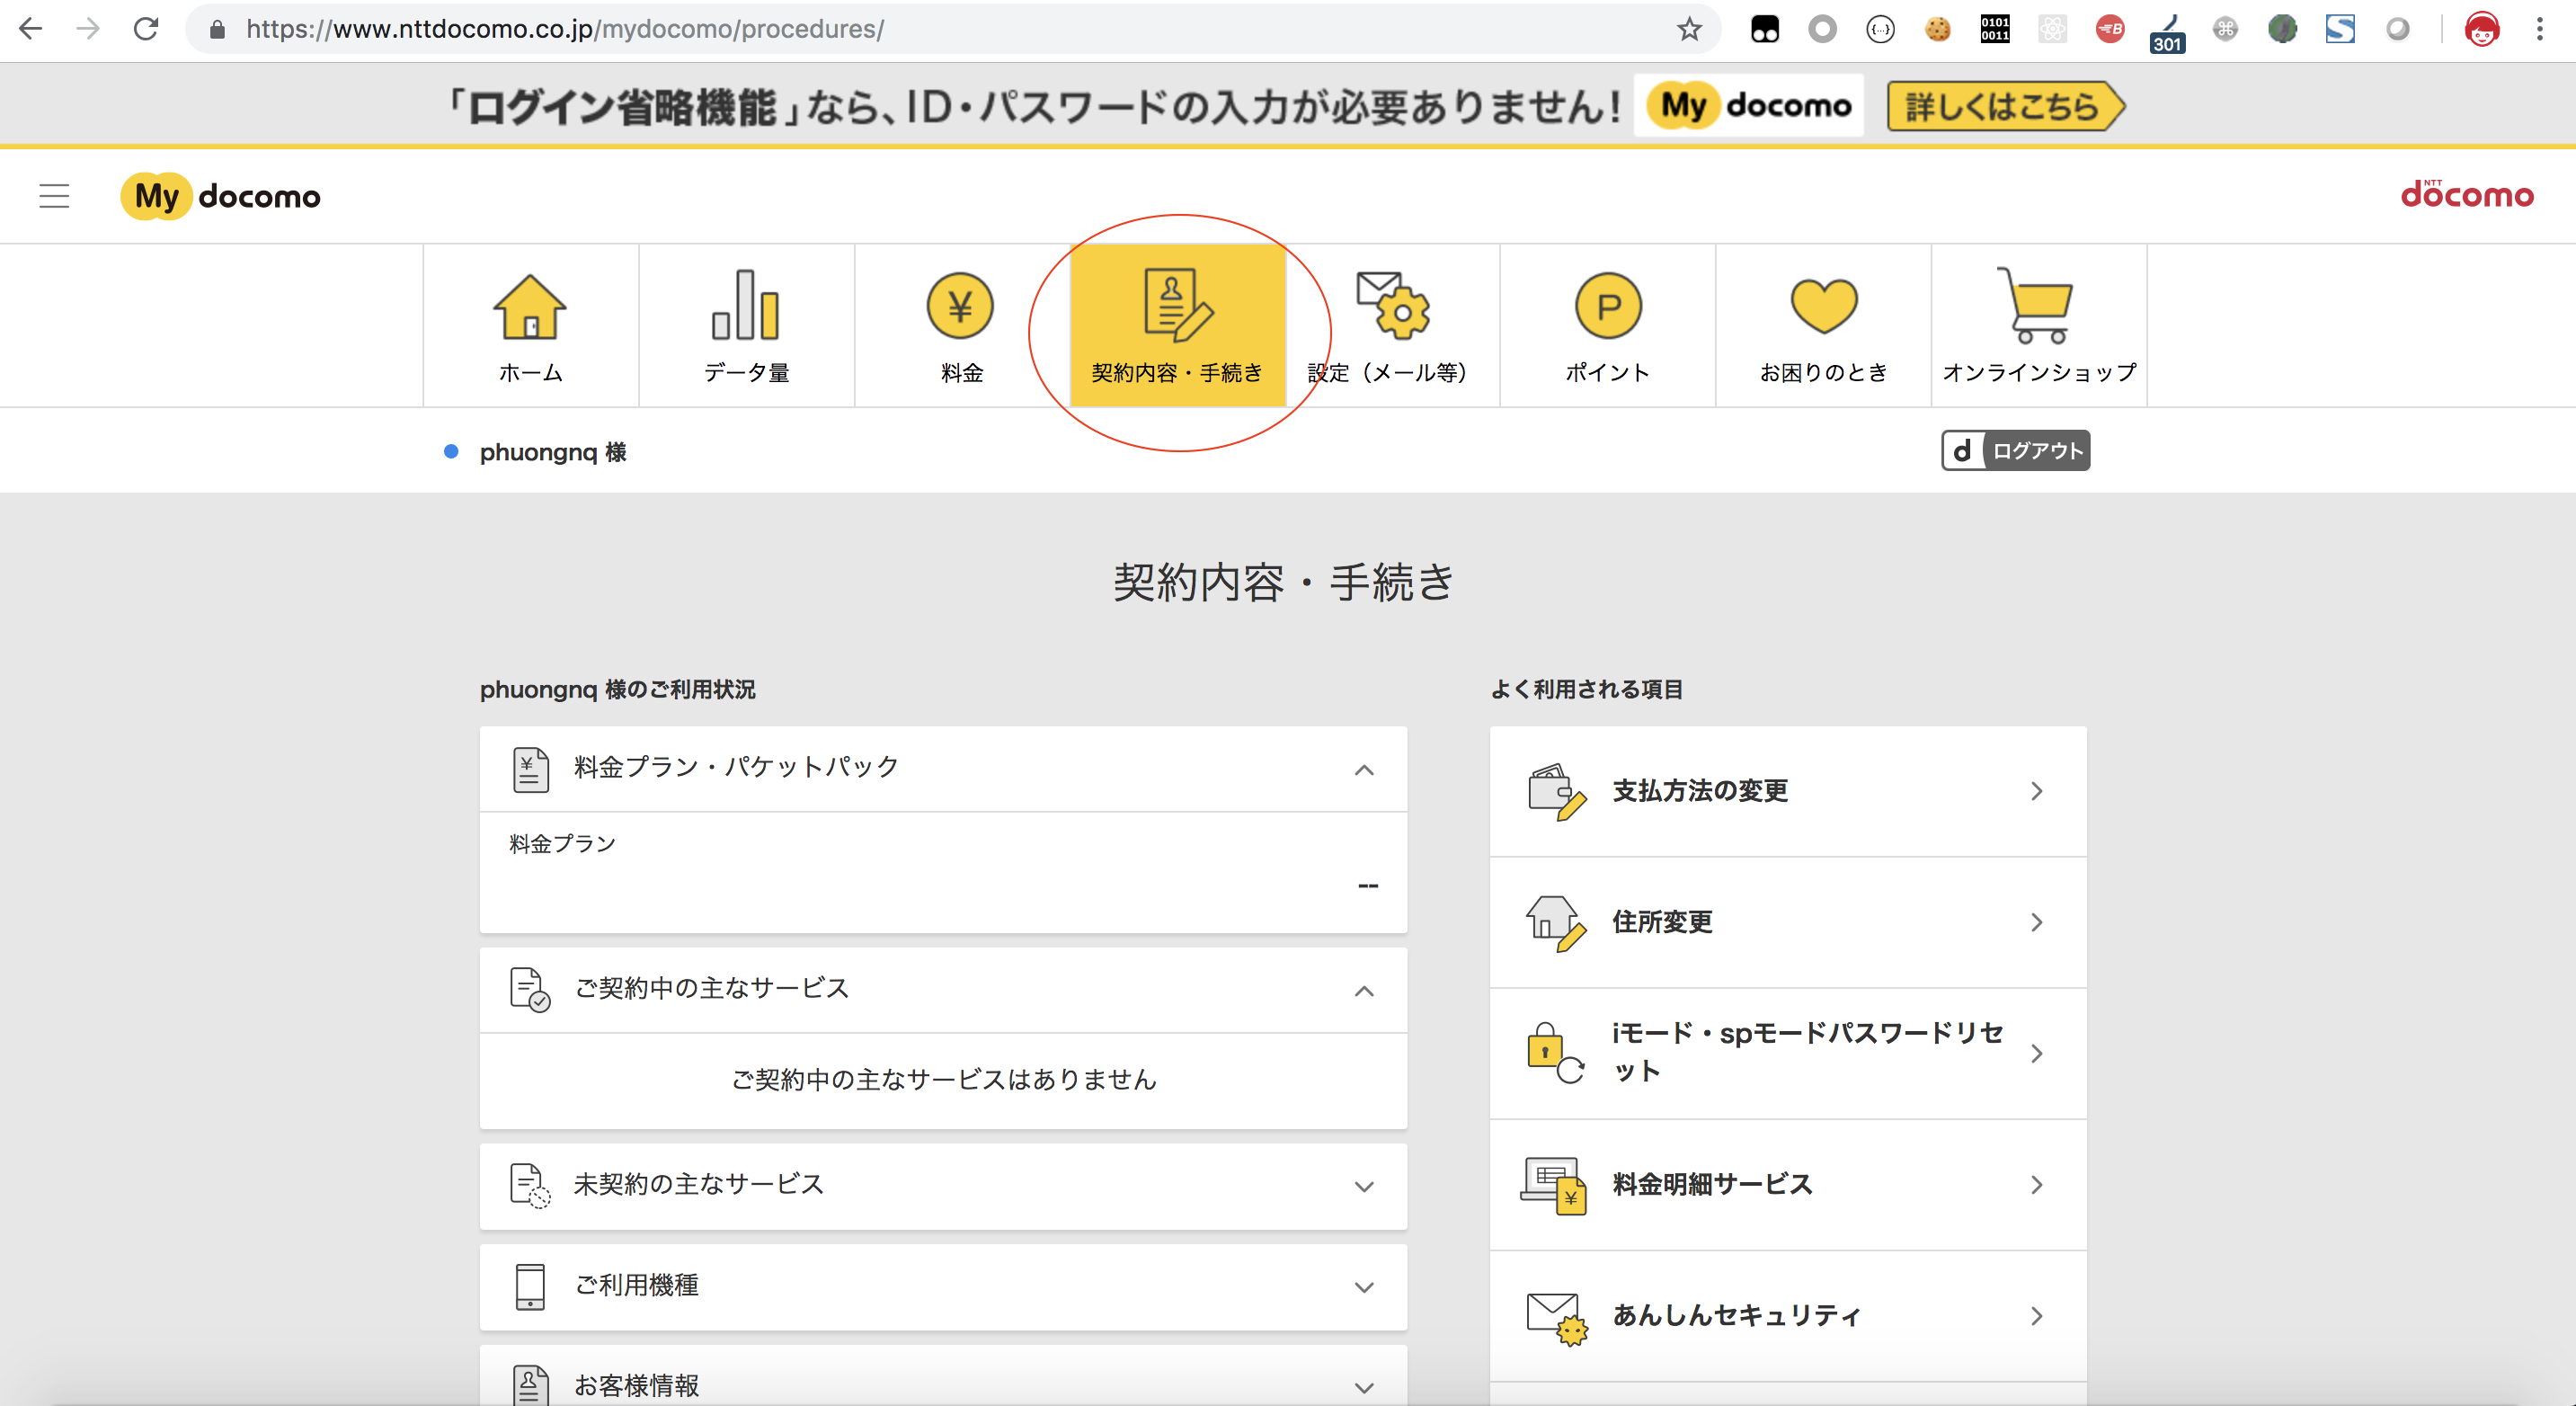 https://www.nttdocomo.co.jp/mydocomo/procedures/
0101
0011
B
301
「ログイン省略機能」なら、ID・パスワードの入力が必要ありません！ My docomo 詳しくはこちら
My docomo
NTT
docomo
ホーム
データ量
¥
料金
契約内容・手続き
設定（メール等）
P
ポイント
お困りのとき
オンラインショップ
phuongnq 様
d ログアウト
契約内容・手続き
phuongnq 様のご利用状況
¥ 料金プラン・パケットパック
料金プラン
--
ご契約中の主なサービス
ご契約中の主なサービスはありません
未契約の主なサービス
ご利用機種
お客様情報
よく利用される項目
支払方法の変更
住所変更
iモード・spモードパスワードリセ
ット
¥ 料金明細サービス
あんしんセキュリティ